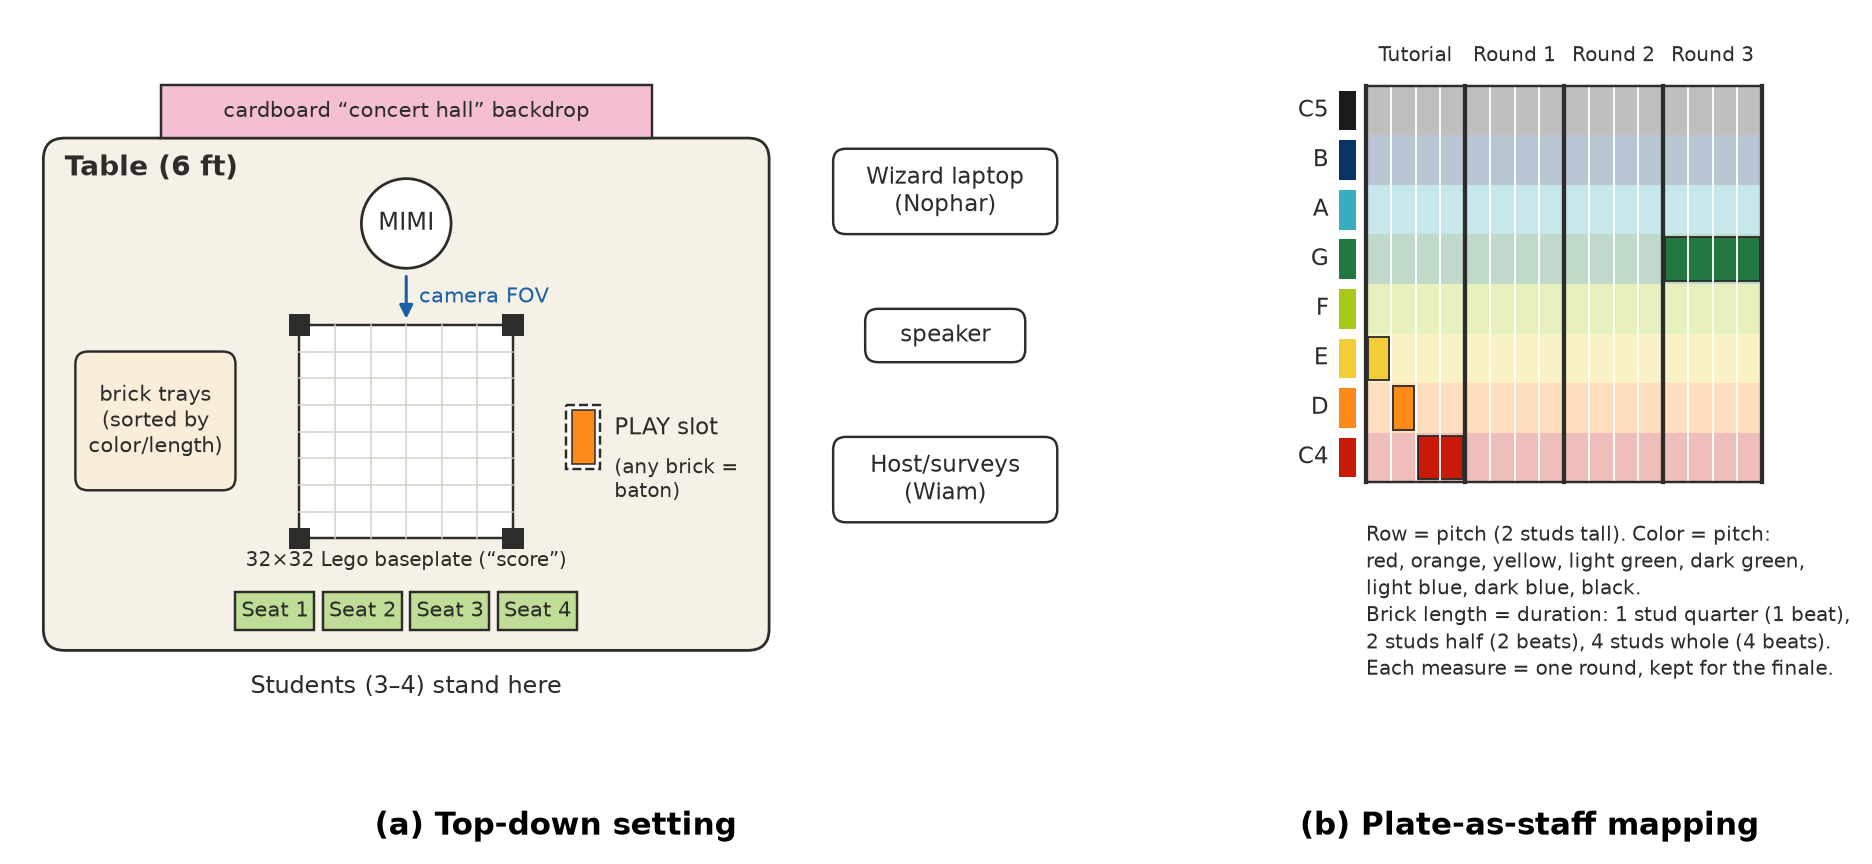 cardboard “concert hall” backdrop
Table (6 ft)
MIMI
camera FOV
brick trays
(sorted by
color/length)
PLAY slot
(any brick =
baton)
32×32 Lego baseplate (“score”)
Seat 1
Seat 2
Seat 3
Seat 4
Students (3–4) stand here
Wizard laptop
(Nophar)
speaker
Host/surveys
(Wiam)
(a) Top-down setting
Tutorial
Round 1
Round 2
Round 3
C5
B
A
G
F
E
D
C4
Row = pitch (2 studs tall). Color = pitch:
red, orange, yellow, light green, dark green,
light blue, dark blue, black.
Brick length = duration: 1 stud quarter (1 beat),
2 studs half (2 beats), 4 studs whole (4 beats).
Each measure = one round, kept for the finale.
(b) Plate-as-staff mapping